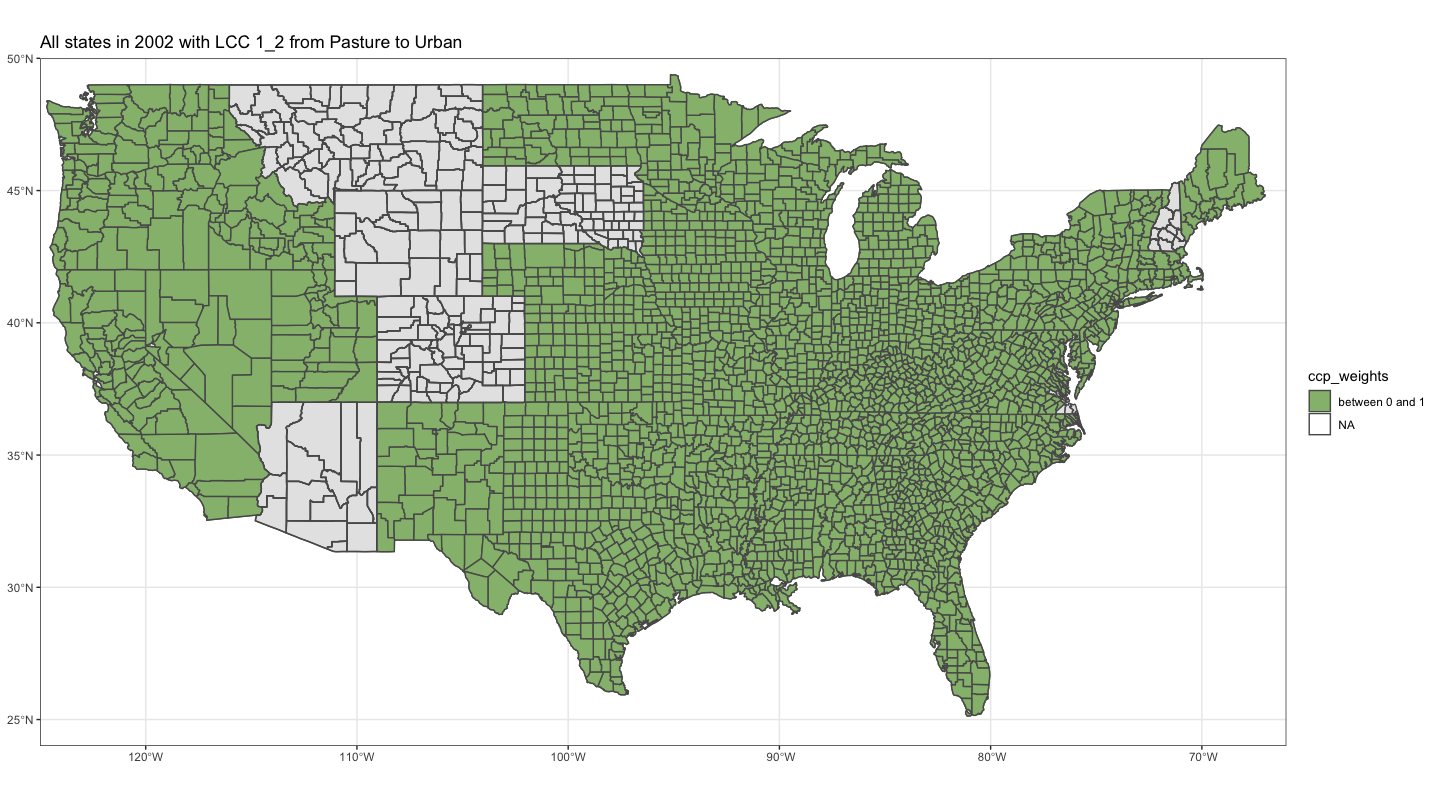 All states in 2002 with LCC 1_2 from Pasture to Urban
50°N
45°N
40°N
35°N
30°N
25°N
120°W
110°W
100°W
90°W
80°W
70°W
ccp_weights
between 0 and 1
NA